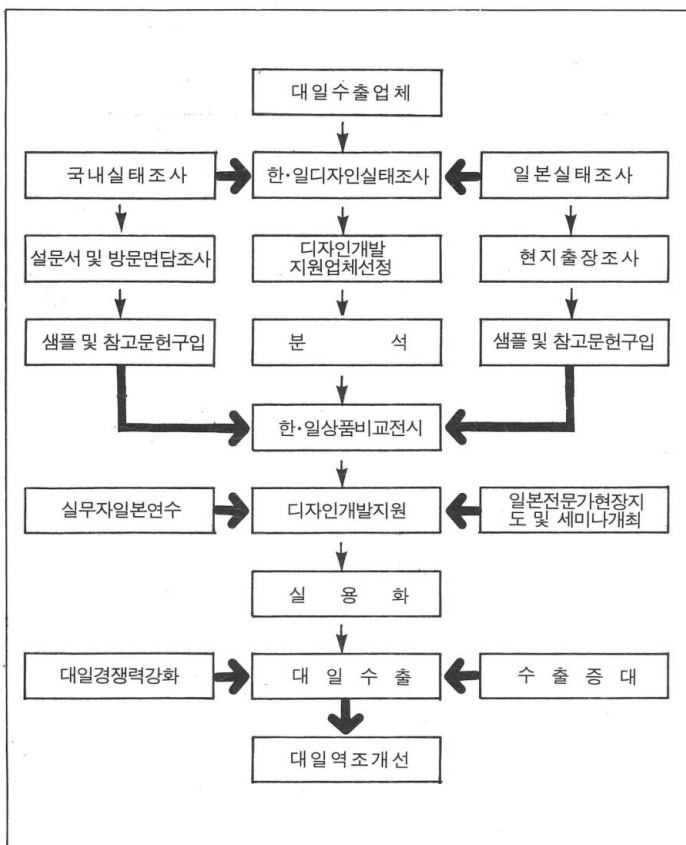 대일수출업체
국내실태조사
한·일디자인실태조사
일본실태조사
설문서 및 방문면담조사
디자인개발
지원업체선정
현지출장조사
샘플 및 참고문헌구입
분 석
샘플 및 참고문헌구입
한·일상품비교전시
실무자일본연수
디자인개발지원
일본전문가현장지
도 및 세미나개최
실 용 화
대일경쟁력강화
대 일 수 출
수 출 증 대
대일역조개선